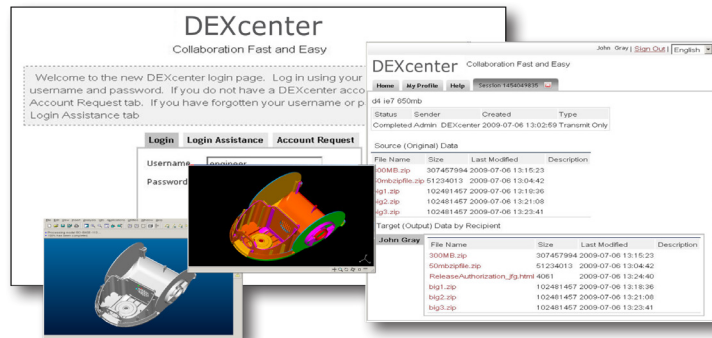 DEXcenter
Collaboration Fast and Easy
Welcome to the new DEXcenter login page. Log in using your
username and password. If you do not have a DEXcenter acco
Account Request tab. If you have forgotten your username or p
Login Assistance tab
Login Login Assistance Account Request
Username engineer
Password
John Gray | Sign Out | English
DEXcenter Collaboration Fast and Easy
Home My Profile Help Session 1454049835
d4 ie7 650mb
Status Sender Created Type
Completed Admin DEXcenter 2009-07-06 13:02:59 Transmit Only
Source (Original) Data
File Name Size Last Modified Description
300MB.zip 307457994 2009-07-06 13:15:23
50mbzipfile.zip 51234013 2009-07-06 13:04:42
big1.zip 102481457 2009-07-06 13:18:36
big2.zip 102481457 2009-07-06 13:21:08
big3.zip 102481457 2009-07-06 13:23:41
Target (Output) Data by Recipient
John Gray
File Name Size Last Modified Description
300MB.zip 307457994 2009-07-06 13:15:23
50mbzipfile.zip 51234013 2009-07-06 13:04:42
ReleaseAuthorization_jfg.html 4061 2009-07-06 13:24:40
big1.zip 102481457 2009-07-06 13:18:36
big2.zip 102481457 2009-07-06 13:21:08
big3.zip 102481457 2009-07-06 13:23:41